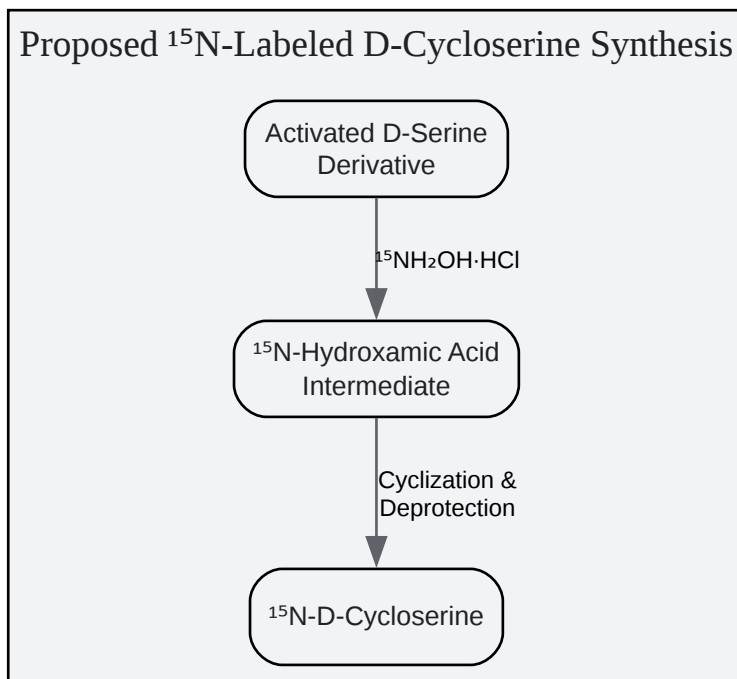 Proposed ¹⁵N-Labeled D-Cycloserine Synthesis
Activated D-Serine
Derivative
¹⁵NH₂OH·HCl
¹⁵N-Hydroxamic Acid
Intermediate
Cyclization &
Deprotection
¹⁵N-D-Cycloserine